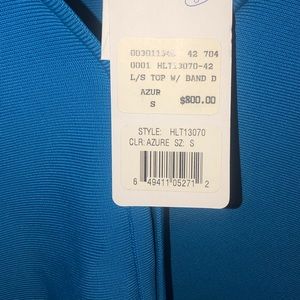 42 704
0001 HLT13070-42
L/S TOP W/ BAND D
AZUR
S $800.00
STYLE: HLT13070
CLR: AZURE SZ: S
6 49411 05271 2